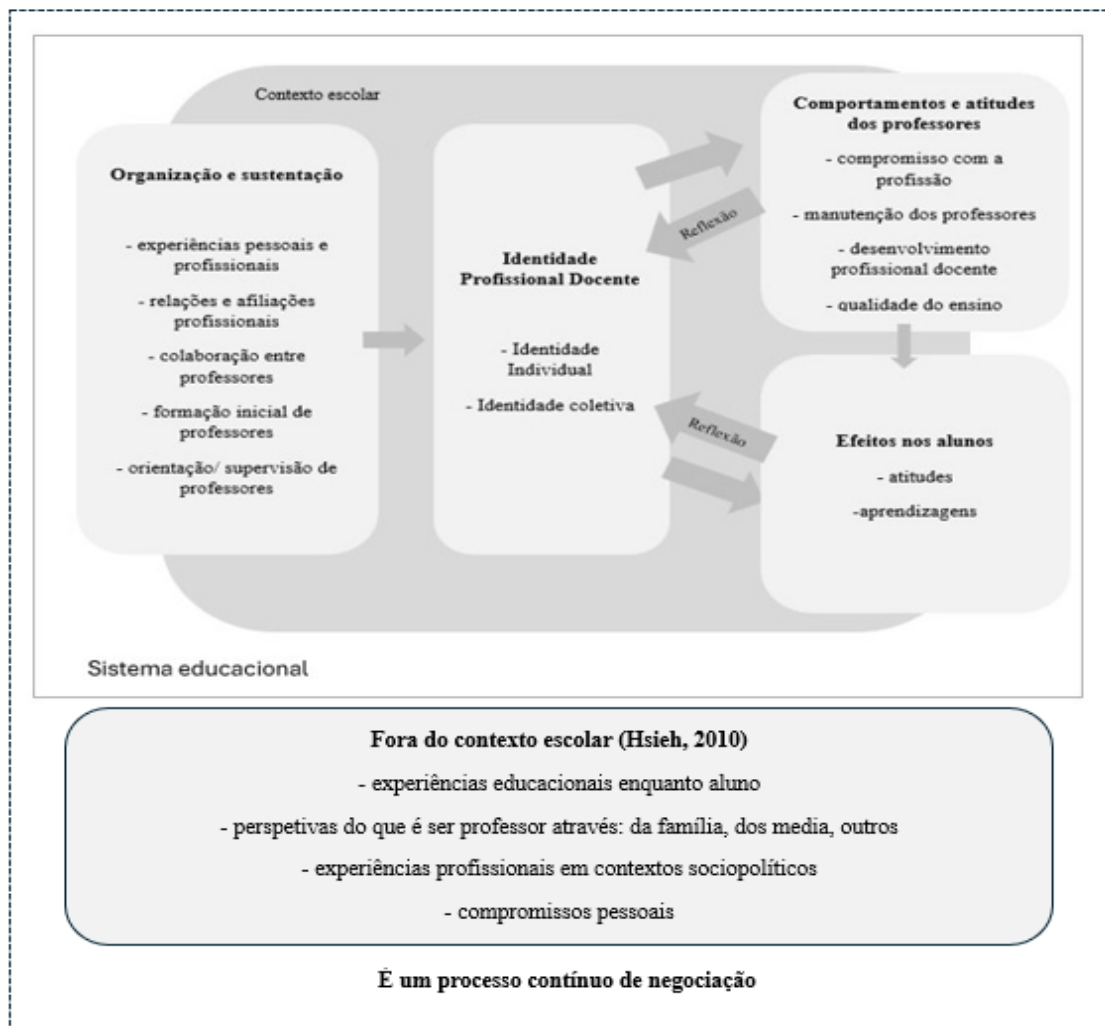 Contexto escolar
Organização e sustentação
- experiências pessoais e
profissionais
- relações e afiliações
profissionais
- colaboração entre
professores
- formação inicial de
professores
- orientação/ supervisão de
professores
Identidade
Profissional Docente
- Identidade
Individual
- Identidade coletiva
Reflexão
Reflexão
Comportamentos e atitudes
dos professores
- compromisso com a
profissão
- manutenção dos professores
- desenvolvimento
profissional docente
- qualidade do ensino
Efeitos nos alunos
- atitudes
-aprendizagens
Sistema educacional
Fora do contexto escolar (Hsieh, 2010)
- experiências educacionais enquanto aluno
- perspetivas do que é ser professor através: da família, dos media, outros
- experiências profissionais em contextos sociopolíticos
- compromissos pessoais
É um processo contínuo de negociação